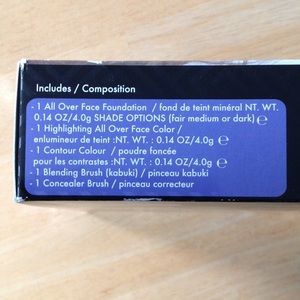 Includes / Composition
- 1 All Over Face Foundation / fond de teint minéral NT. WT.
0.14 OZ/4.0g SHADE OPTIONS (fair medium or dark) ℮
- 1 Highlighting All Over Face Color /
enlumineur de teint :NT. WT. : 0.14 OZ/4.0g ℮
- 1 Contour Colour / poudre foncée
pour les contrastes :NT. WT. : 0.14 OZ/4.0g ℮
- 1 Blending Brush (kabuki) / pinceau kabuki
- 1 Concealer Brush / pinceau correcteur